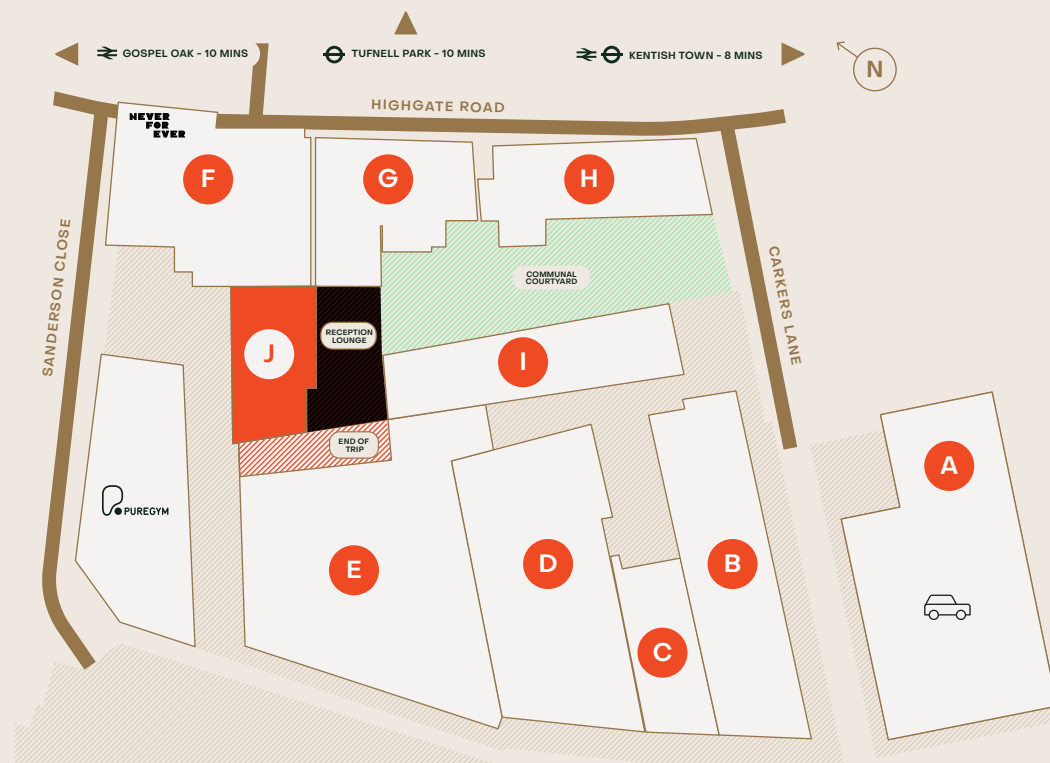 GOSPEL OAK – 10 MINS
TUFNELL PARK – 10 MINS
KENTISH TOWN – 8 MINS
N
HIGHGATE ROAD
NEVER
FOR
EVER
F
G
H
SANDERSON CLOSE
CARKERS LANE
COMMUNAL
COURTYARD
RECEPTION
LOUNGE
J
I
END OF
TRIP
A
PUREGYM
E
D
B
C